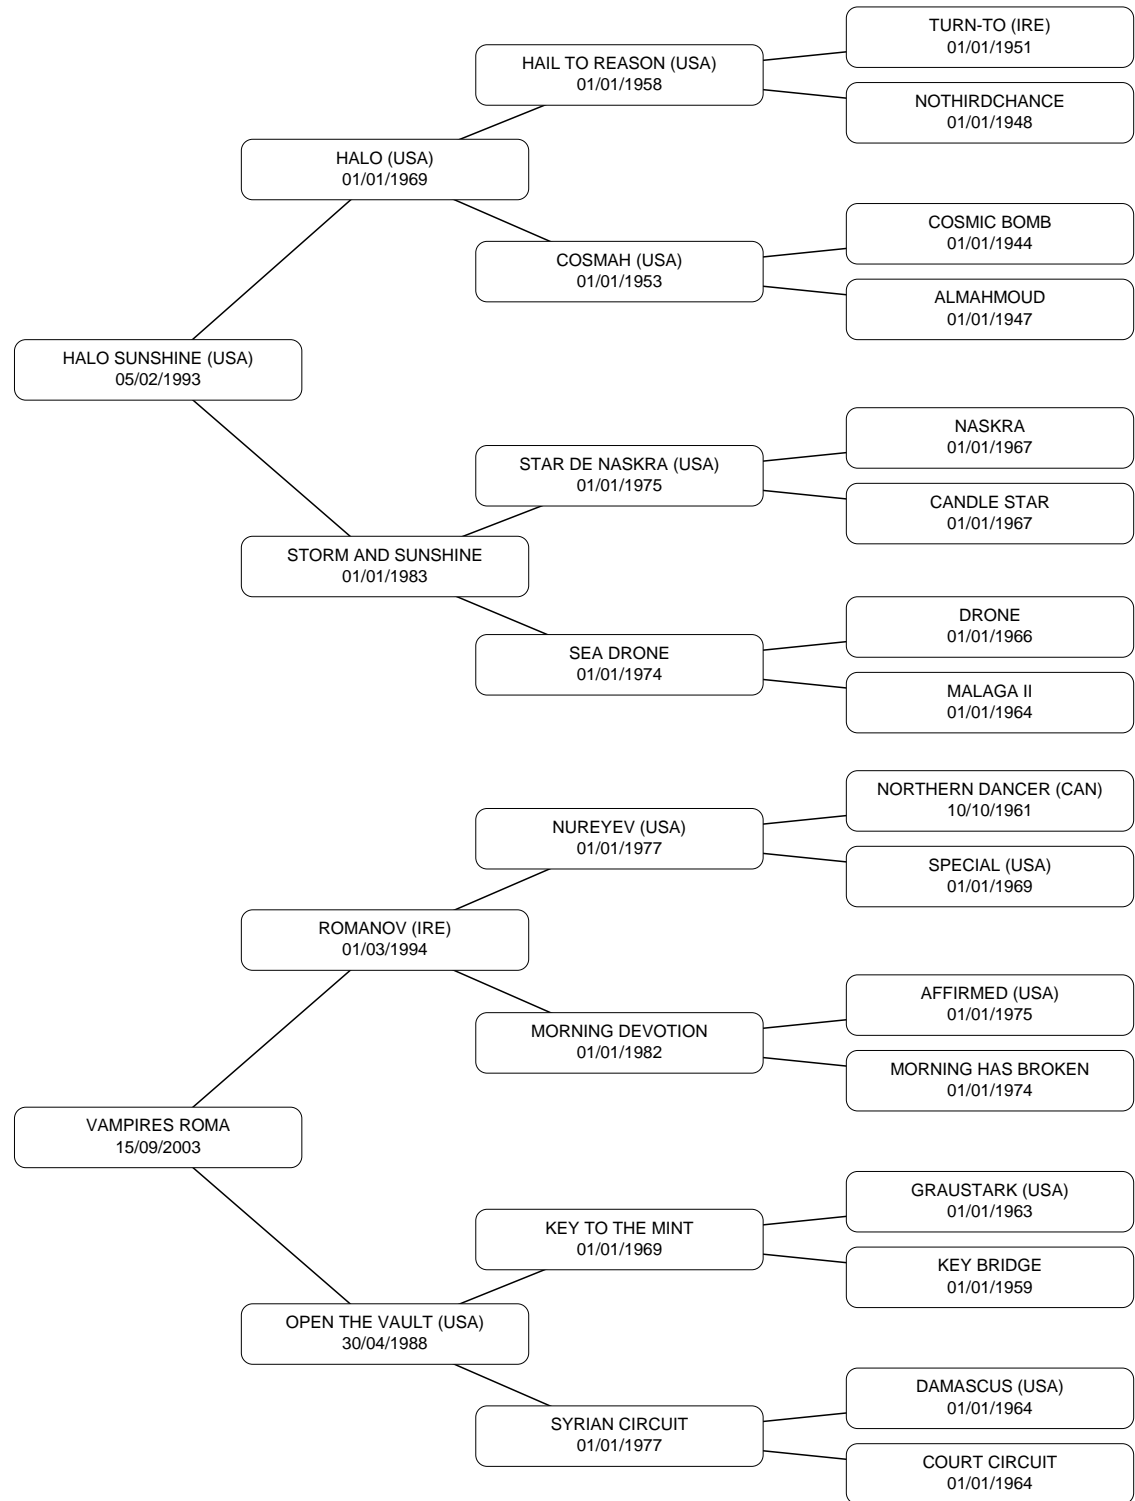 TURN-TO (IRE)
01/01/1951
HAIL TO REASON (USA)
01/01/1958
NOTHIRDCHANCE
01/01/1948
HALO (USA)
01/01/1969
COSMIC BOMB
01/01/1944
COSMAH (USA)
01/01/1953
ALMAHMOUD
01/01/1947
HALO SUNSHINE (USA)
05/02/1993
NASKRA
01/01/1967
STAR DE NASKRA (USA)
01/01/1975
CANDLE STAR
01/01/1967
STORM AND SUNSHINE
01/01/1983
DRONE
01/01/1966
SEA DRONE
01/01/1974
MALAGA II
01/01/1964
NORTHERN DANCER (CAN)
10/10/1961
NUREYEV (USA)
01/01/1977
SPECIAL (USA)
01/01/1969
ROMANOV (IRE)
01/03/1994
AFFIRMED (USA)
01/01/1975
MORNING DEVOTION
01/01/1982
MORNING HAS BROKEN
01/01/1974
VAMPIRES ROMA
15/09/2003
GRAUSTARK (USA)
01/01/1963
KEY TO THE MINT
01/01/1969
KEY BRIDGE
01/01/1959
OPEN THE VAULT (USA)
30/04/1988
DAMASCUS (USA)
01/01/1964
SYRIAN CIRCUIT
01/01/1977
COURT CIRCUIT
01/01/1964